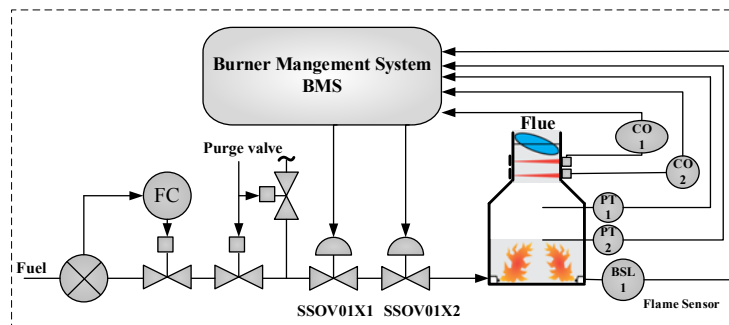 Burner Mangement System
BMS
Flue
CO
1
CO
2
Purge valve
FC
PT
1
PT
2
Fuel
BSL
1
SSOV01X1
SSOV01X2
Flame Sensor